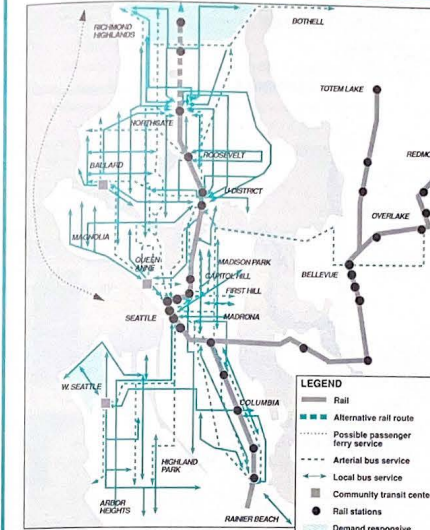 RICHMOND
HIGHLANDS
BOTHELL
TOTEM LAKE
NORTHGATE
ROOSEVELT
BALLARD
U-DISTRICT
OVERLAKE
MAGNOLIA
QUEEN
ANNE
MADISON PARK
CAPITOL HILL
FIRST HILL
BELLEVUE
SEATTLE
MADRONA
W. SEATTLE
COLUMBIA
HIGHLAND
PARK
ARBOR
HEIGHTS
RAINIER BEACH
LEGEND
Rail
Alternative rail route
Possible passenger
ferry service
Arterial bus service
Local bus service
Community transit cente
Rail stations
Demand responsive